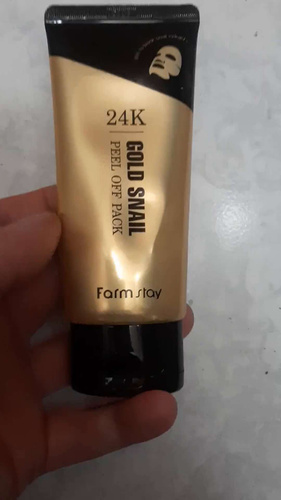 24K
GOLD SNAIL
PEEL OFF PACK
Farmstay